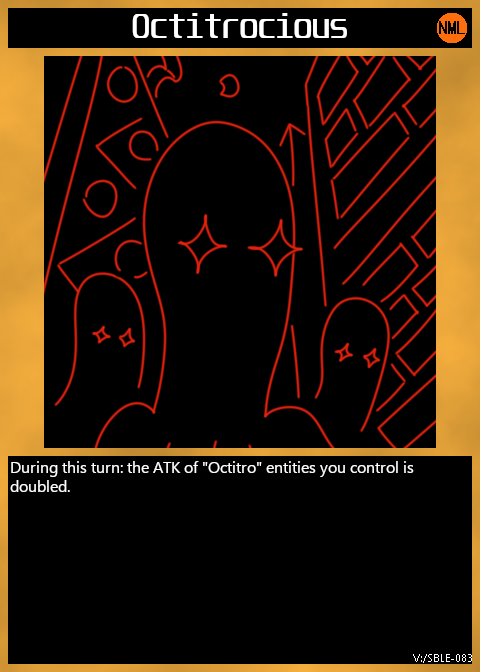 Octitrocious
NML
During this turn: the ATK of "Octitro" entities you control is
doubled.
V:/SBLE-083